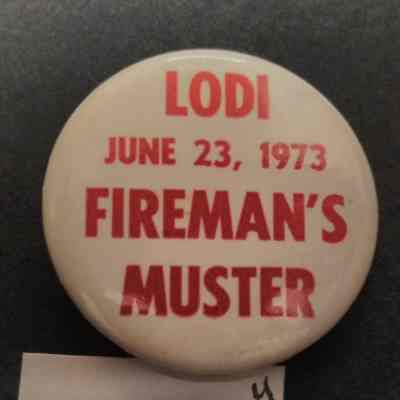 LODI
JUNE 23, 1973
FIREMAN'S
MUSTER